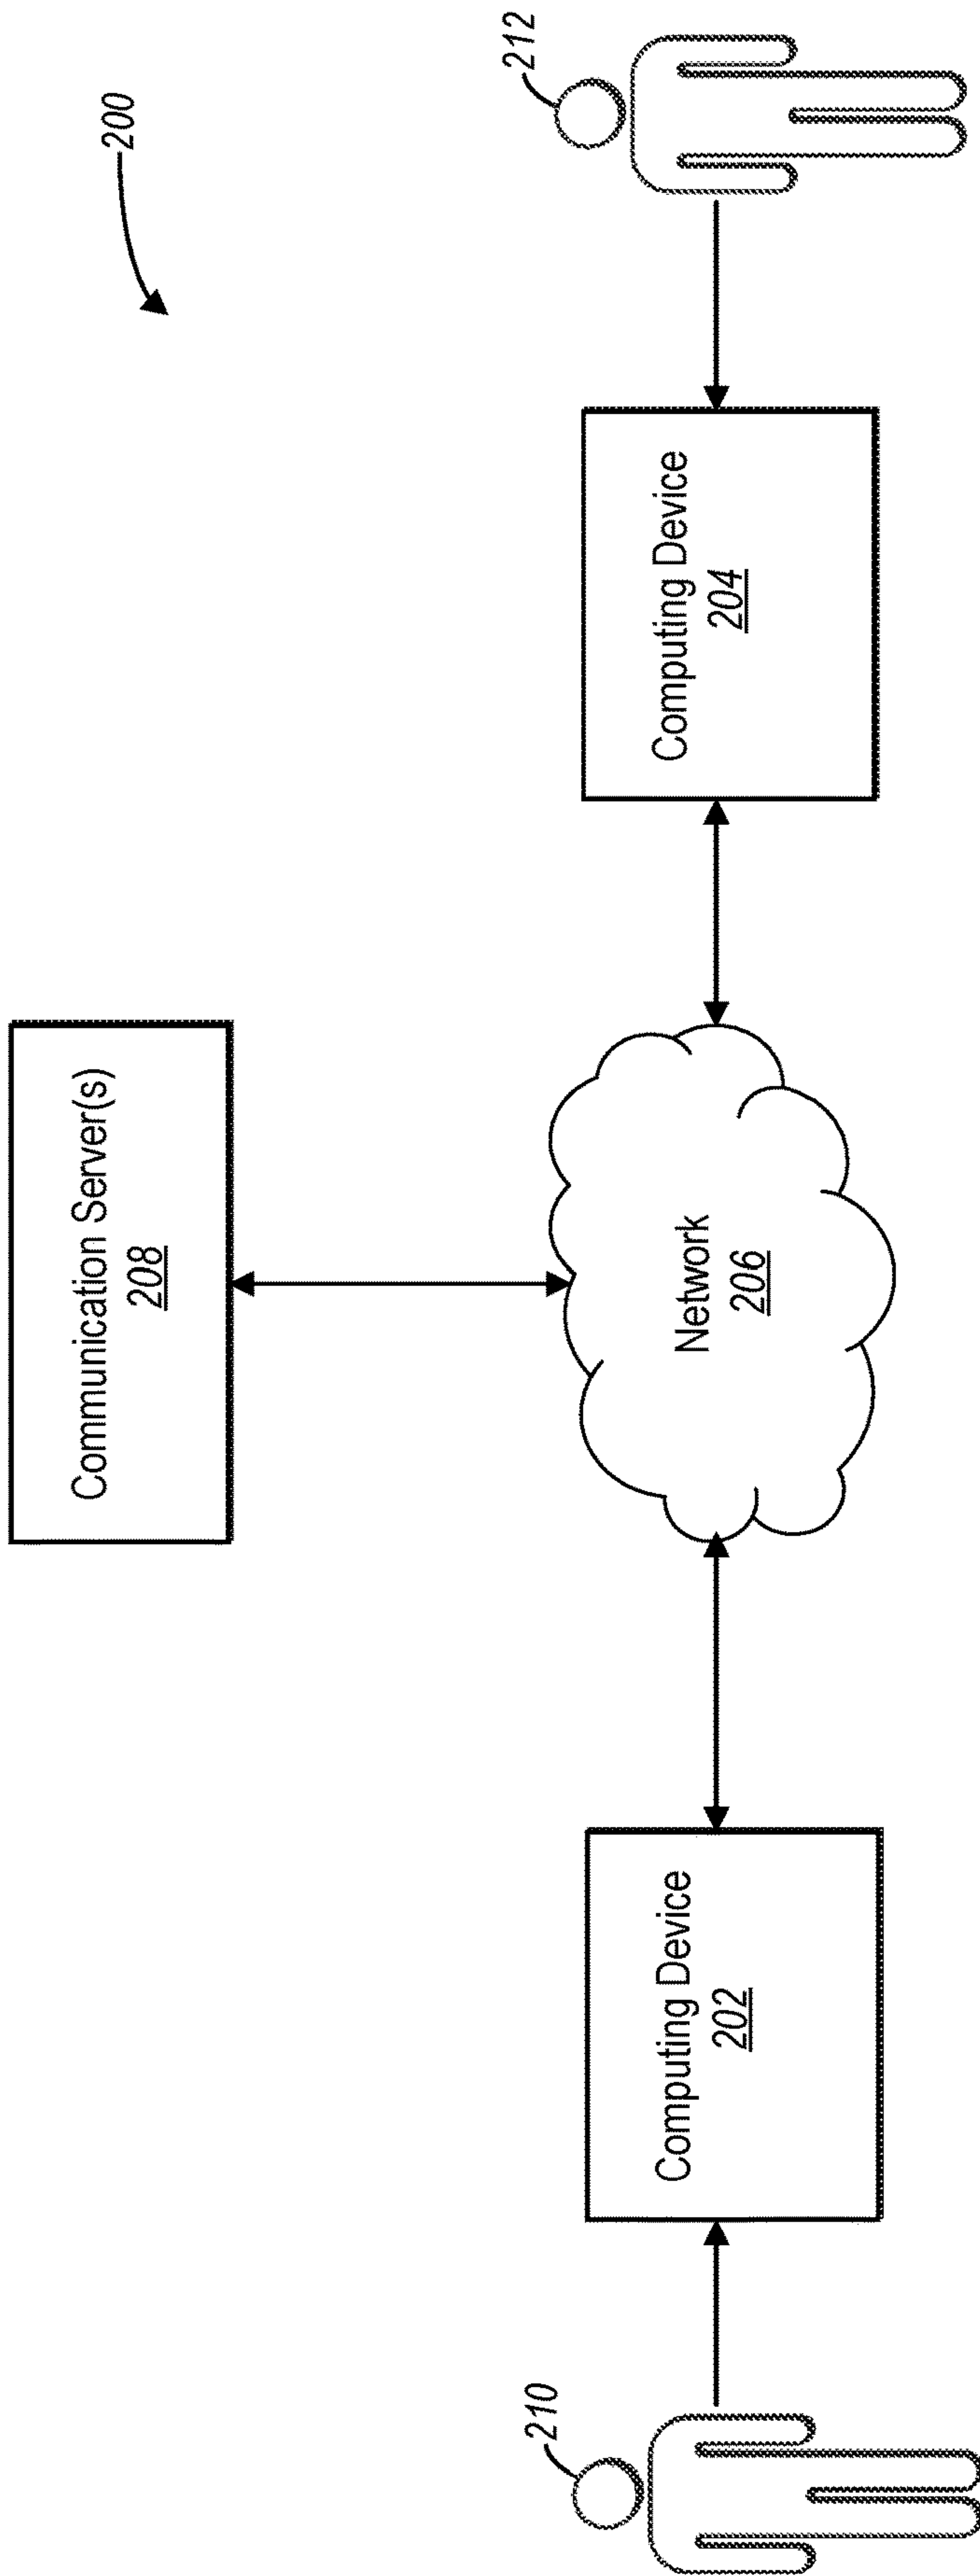 200
Communication Server(s)
208
210
212
Computing Device
202
Network
206
Computing Device
204